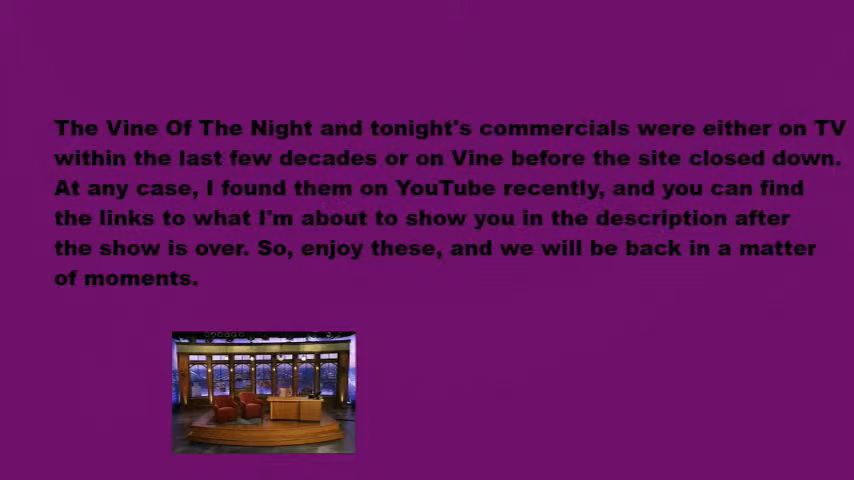 The Vine Of The Night and tonight's commercials were either on TV
within the last few decades or on Vine before the site closed down.
At any case, I found them on YouTube recently, and you can find
the links to what I'm about to show you in the description after
the show is over. So, enjoy these, and we will be back in a matter
of moments.